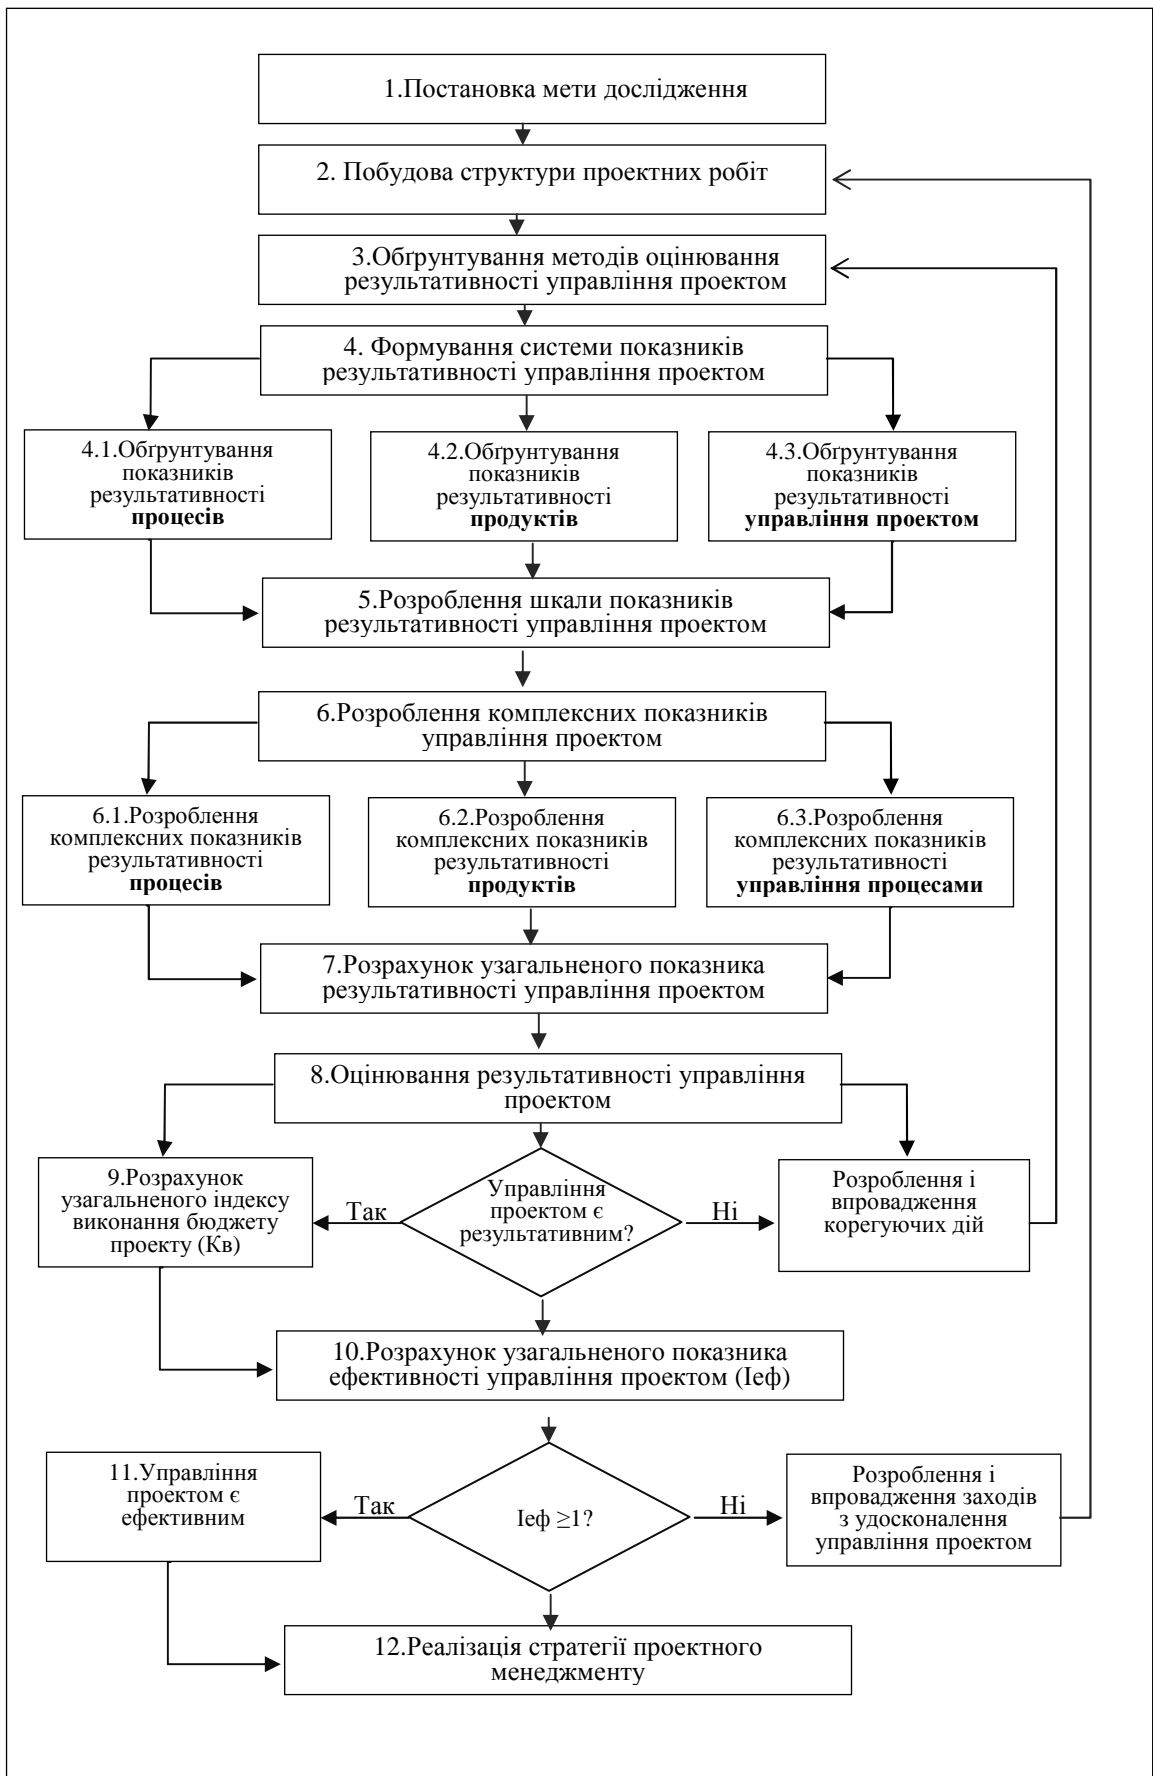 1.Постановка мети дослідження
2. Побудова структури проектних робіт
3.Обґрунтування методів оцінювання
результативності управління проектом
4. Формування системи показників
результативності управління проектом
4.1.Обґрунтування
показників
результативності
процесів
4.2.Обґрунтування
показників
результативності
продуктів
4.3.Обґрунтування
показників
результативності
управління проектом
5.Розроблення шкали показників
результативності управління проектом
6.Розроблення комплексних показників
управління проектом
6.1.Розроблення
комплексних показників
результативності
процесів
6.2.Розроблення
комплексних показників
результативності
продуктів
6.3.Розроблення
комплексних показників
результативності
управління процесами
7.Розрахунок узагальненого показника
результативності управління проектом
8.Оцінювання результативності управління
проектом
9.Розрахунок
узагальненого індексу
виконання бюджету
проекту (Кв)
Так
Управління
проектом є
результативним?
Ні
Розроблення і
впровадження
корегуючих дій
10.Розрахунок узагальненого показника
ефективності управління проектом (Іеф)
11.Управління
проектом є
ефективним
Так
Іеф ≥1?
Ні
Розроблення і
впровадження заходів
з удосконалення
управління проектом
12.Реалізація стратегії проектного
менеджменту